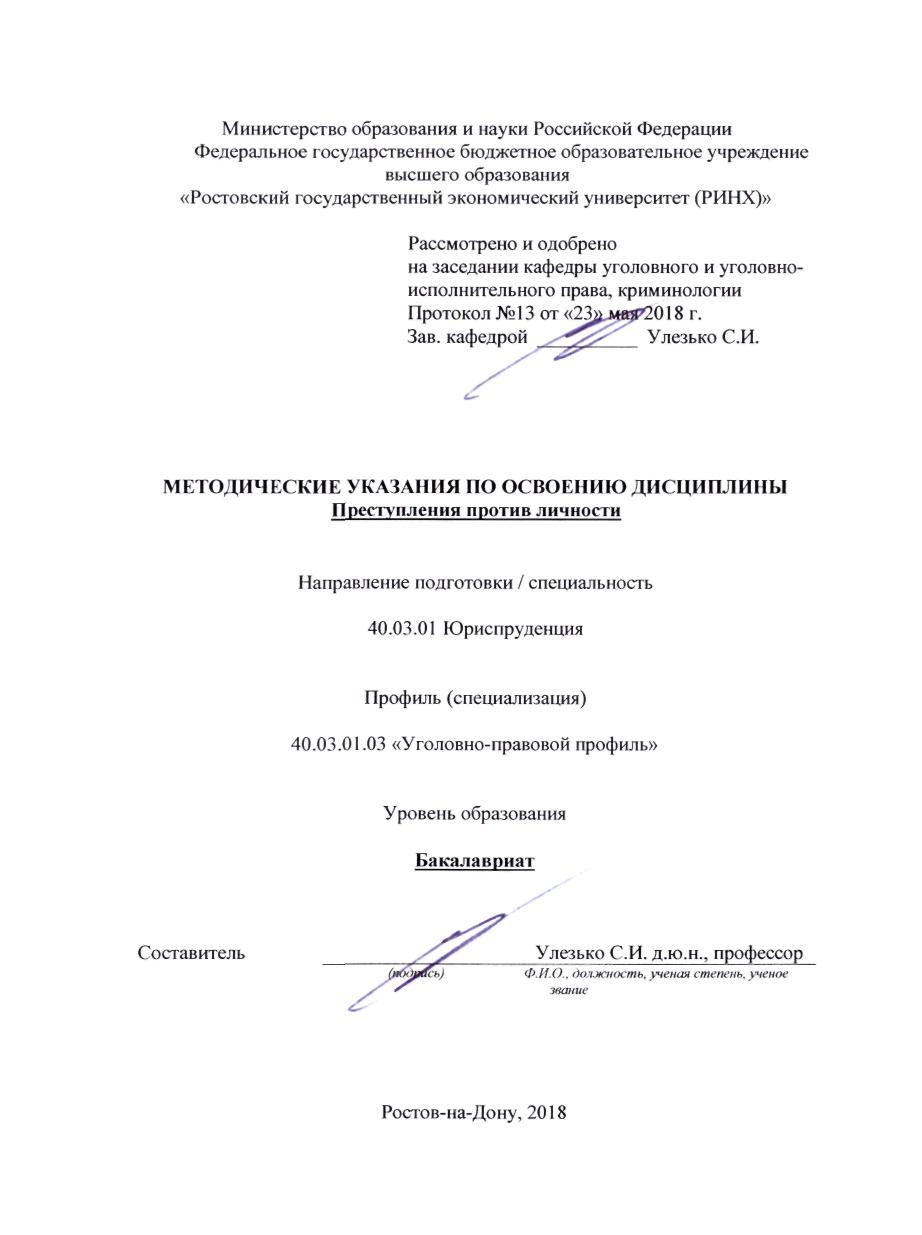 Министерство образования и науки Российской Федерации
Федеральное государственное бюджетное образовательное учреждение
высшего образования
«Ростовский государственный экономический университет (РИНХ)»
Рассмотрено и одобрено
на заседании кафедры уголовного и уголовно-
исполнительного права, криминологии
Протокол №13 от «23» мая 2018 г.
Зав. кафедрой ___________ Улезько С.И.
МЕТОДИЧЕСКИЕ УКАЗАНИЯ ПО ОСВОЕНИЮ ДИСЦИПЛИНЫ
Преступления против личности
Направление подготовки / специальность
40.03.01 Юриспруденция
Профиль (специализация)
40.03.01.03 «Уголовно-правовой профиль»
Уровень образования
Бакалавриат
Составитель Улезько С.И. д.ю.н., профессор
(подпись) Ф.И.О., должность, ученая степень, ученое
звание
Ростов-на-Дону, 2018